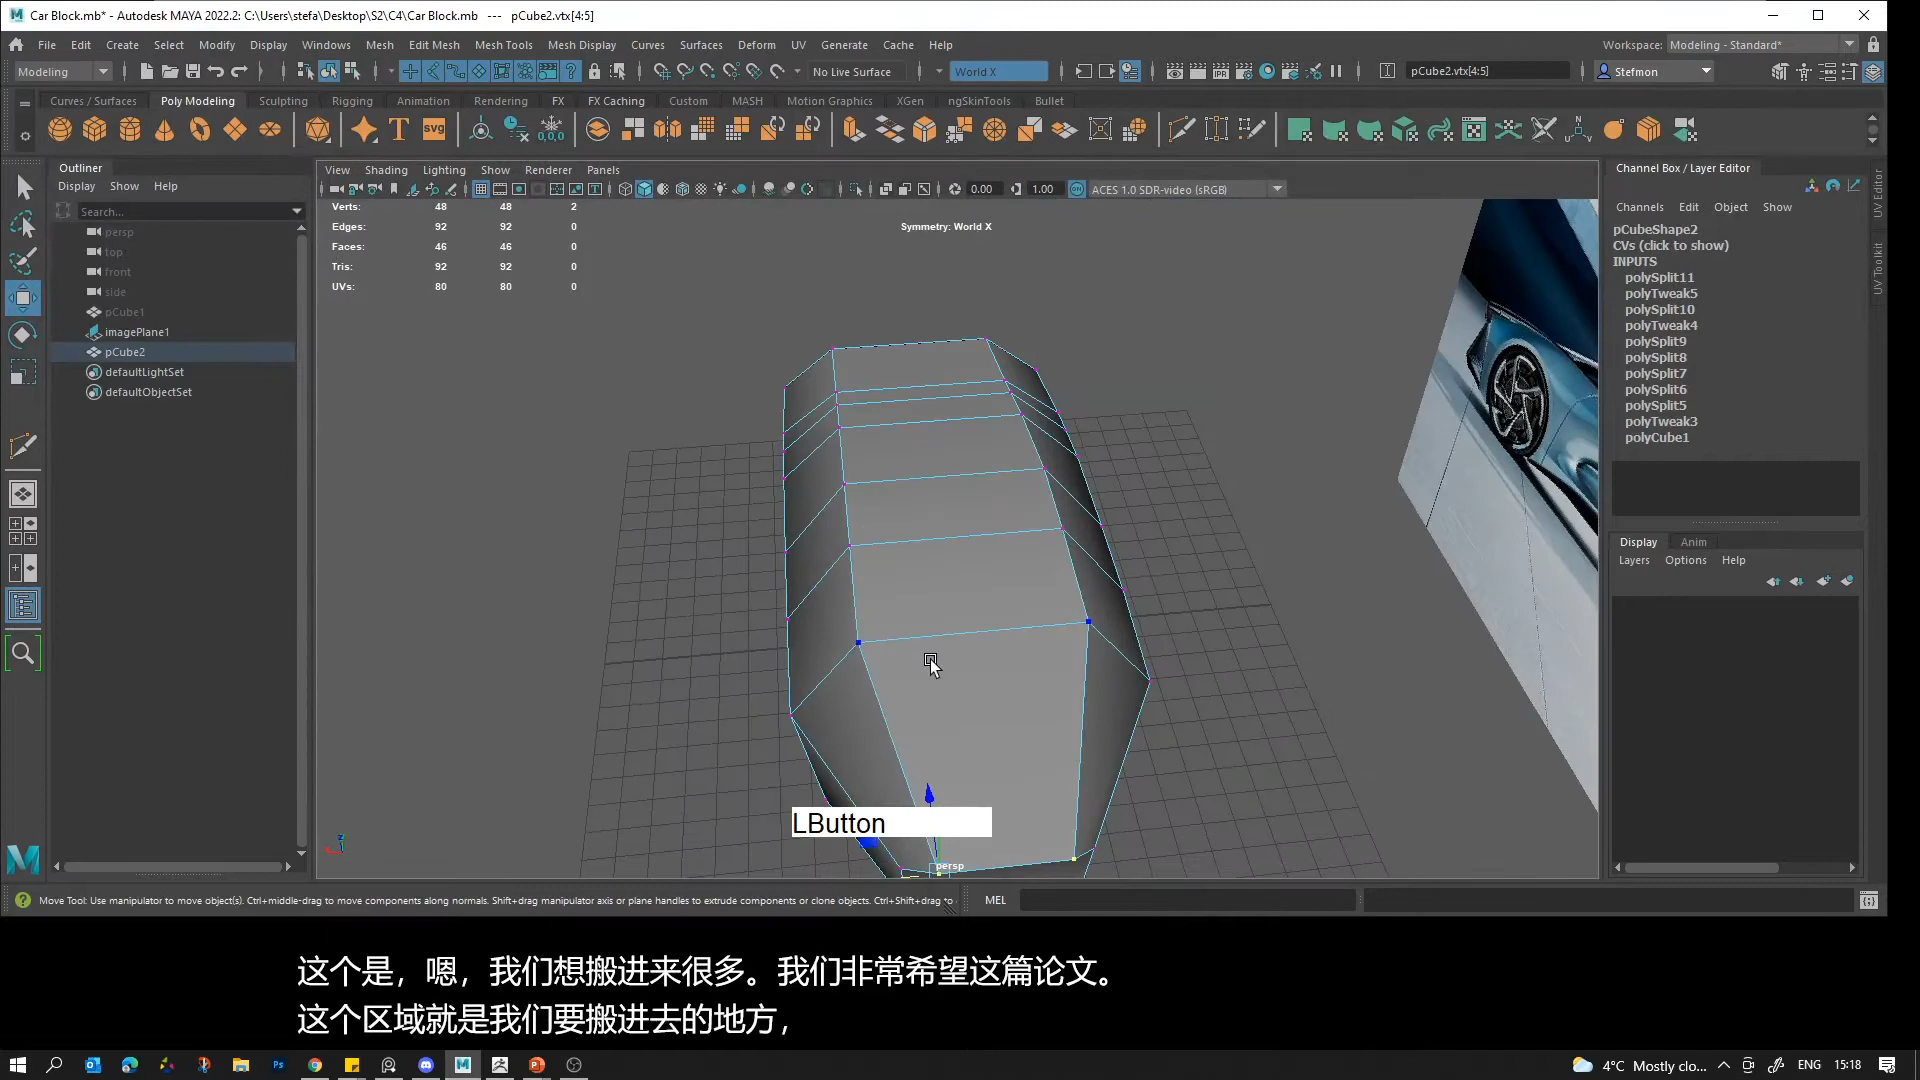 Car Block.mb* - Autodesk MAYA 2022.2: C:\Users\stefa\Desktop\S2\C4\Car Block.mb --- pCube2.vtx[4:5]
File Edit Create Select Modify Display Windows Mesh Edit Mesh Mesh Tools Mesh Display Curves Surfaces Deform UV Generate Cache Help
Workspace: Modeling - Standard*
Modeling No Live Surface World X pCube2.vtx[4:5] Stefmon
Curves / Surfaces Poly Modeling Sculpting Rigging Animation Rendering FX FX Caching Custom MASH Motion Graphics XGen ngSkinTools Bullet
Outliner
Display Show Help
Search...
persp
top
front
side
pCube1
imagePlane1
pCube2
defaultLightSet
defaultObjectSet
View Shading Lighting Show Renderer Panels
0.00 1.00 ACES 1.0 SDR-video (sRGB)
Verts: 48 48 2
Edges: 92 92 0
Faces: 46 46 0
Tris: 92 92 0
UVs: 80 80 0
Symmetry: World X
LButton
persp
Channel Box / Layer Editor
Channels Edit Object Show
pCubeShape2
CVs (click to show)
INPUTS
polySplit11
polyTweak5
polySplit10
polyTweak4
polySplit9
polySplit8
polySplit7
polySplit6
polySplit5
polyTweak3
polyCube1
Display Anim
Layers Options Help
UV Editor
UV Toolkit
Move Tool: Use manipulator to move object(s). Ctrl+middle-drag to move components along normals. Shift+drag manipulator axis or plane handles to extrude components or clone objects. Ctrl+Shift+drag to
MEL
这个是，嗯，我们想搬进来很多。我们非常希望这篇论文。
这个区域就是我们要搬进去的地方，
4°C Mostly clo... ENG 15:18